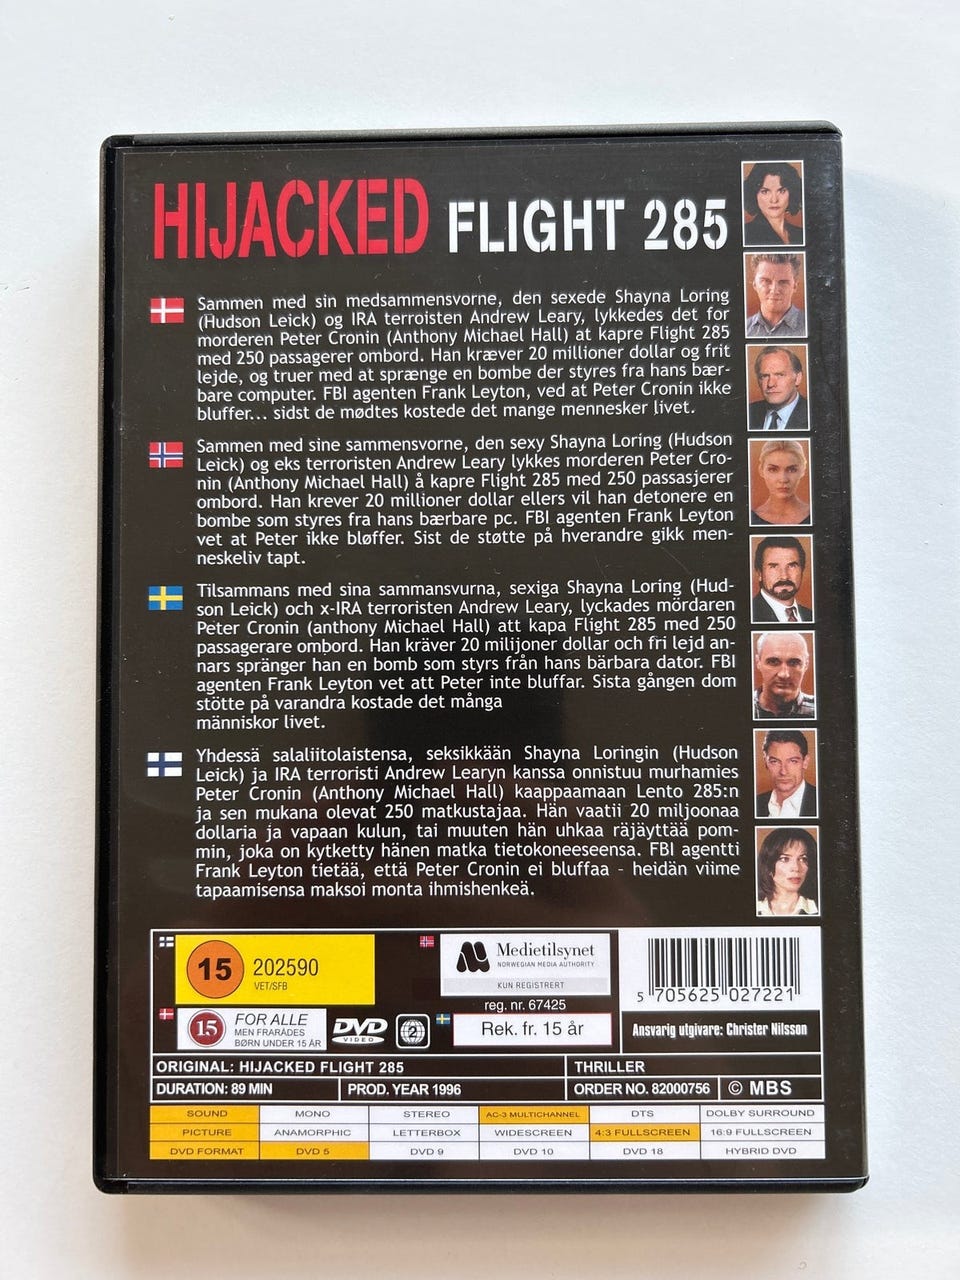 HIJACKED FLIGHT 285
Sammen med sin medsammensvorne, den sexede Shayna Loring
(Hudson Leick) og IRA terroisten Andrew Leary, lykkedes det for
morderen Peter Cronin (Anthony Michael Hall) at kapre Flight 285
med 250 passagerer ombord. Han kræver 20 millioner dollar og frit
lejde, og truer med at sprænge en bombe der styres fra hans bær-
bare computer. FBI agenten Frank Leyton, ved at Peter Cronin ikke
bluffer... sidst de mødtes kostede det mange mennesker livet.
Sammen med sine sammensvorne, den sexy Shayna Loring (Hudson
Leick) og eks terroristen Andrew Leary lykkes morderen Peter Cro-
nin (Anthony Michael Hall) å kapre Flight 285 med 250 passasjerer
ombord. Han krever 20 millioner dollar ellers vil han detonere en
bombe som styres fra hans bærbare pc. FBI agenten Frank Leyton
vet at Peter ikke bløffer. Sist de støtte på hverandre gikk men-
neskeliv tapt.
Tilsammans med sina sammansvurna, sexiga Shayna Loring (Hud-
son Leick) och x-IRA terroristen Andrew Leary, lyckades mördaren
Peter Cronin (anthony Michael Hall) att kapa Flight 285 med 250
passagerare ombord. Han kräver 20 milijoner dollar och fri lejd an-
nars spränger han en bomb som styrs från hans bärbara dator. FBI
agenten Frank Leyton vet att Peter inte bluffar. Sista gången dom
stötte på varandra kostade det många
människor livet.
Yhdessä salaliitolaistensa, seksikkään Shayna Loringin (Hudson
Leick) ja IRA terroristi Andrew Learyn kanssa onnistuu murhamies
Peter Cronin (Anthony Michael Hall) kaappaamaan Lento 285:n
ja sen mukana olevat 250 matkustajaa. Hän vaatii 20 miljoonaa
dollaria ja vapaan kulun, tai muuten hän uhkaa räjäyttää pom-
min, joka on kytketty hänen matka tietokoneeseensa. FBI agentti
Frank Leyton tietää, että Peter Cronin ei bluffaa - heidän viime
tapaamisensa maksoi monta ihmishenkeä.
15 202590
VET/SFB
Medietilsynet
NORWEGIAN MEDIA AUTHORITY
KUN REGISTRERT
reg. nr. 67425
5 705625 027221
15 FOR ALLE
MEN FRARÅDES
BØRN UNDER 15 ÅR
DVD
VIDEO
2
Rek. fr. 15 år
Ansvarig utgivare: Christer Nilsson
ORIGINAL: HIJACKED FLIGHT 285 THRILLER
DURATION: 89 MIN PROD. YEAR 1996 ORDER NO. 82000756 © MBS
SOUND MONO STEREO AC-3 MULTICHANNEL DTS DOLBY SURROUND
PICTURE ANAMORPHIC LETTERBOX WIDESCREEN 4:3 FULLSCREEN 16:9 FULLSCREEN
DVD FORMAT DVD 5 DVD 9 DVD 10 DVD 18 HYBRID DVD